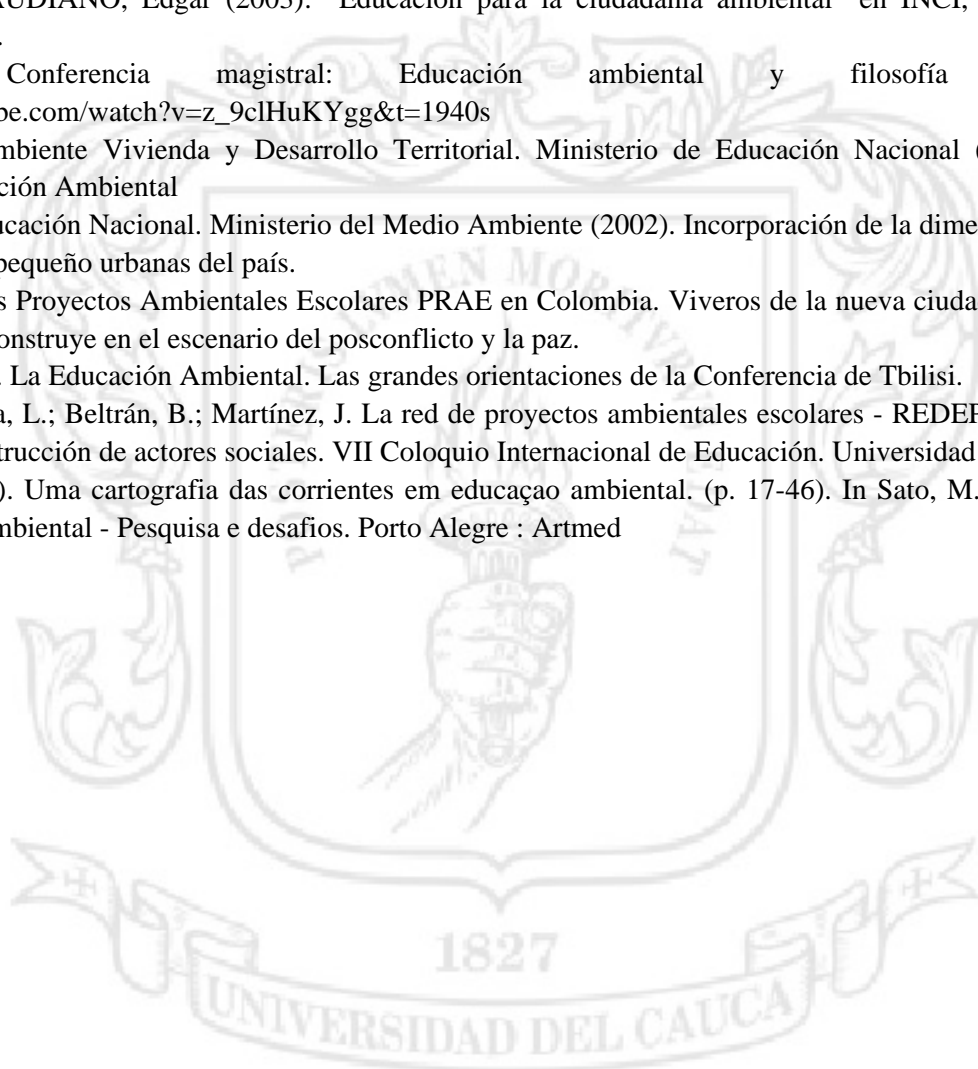 AUDIANO, Edgar (2003). Educación para la ciudadanía ambiental en INCI,
.
Conferencia magistral: Educación ambiental y filosofía
be.com/watch?v=z_9clHuKYgg&t=1940s
mbiente Vivienda y Desarrollo Territorial. Ministerio de Educación Nacional (
ción Ambiental
ucación Nacional. Ministerio del Medio Ambiente (2002). Incorporación de la dime
pequeño urbanas del país.
s Proyectos Ambientales Escolares PRAE en Colombia. Viveros de la nueva ciuda
onstruye en el escenario del posconflicto y la paz.
. La Educación Ambiental. Las grandes orientaciones de la Conferencia de Tbilisi.
a, L.; Beltrán, B.; Martínez, J. La red de proyectos ambientales escolares - REDEP
trucción de actores sociales. VII Coloquio Internacional de Educación. Universidad
). Uma cartografia das corrientes em educaçao ambiental. (p. 17-46). In Sato, M.
mbiental - Pesquisa e desafios. Porto Alegre : Artmed
1827
UNIVERSIDAD DEL CAUCA